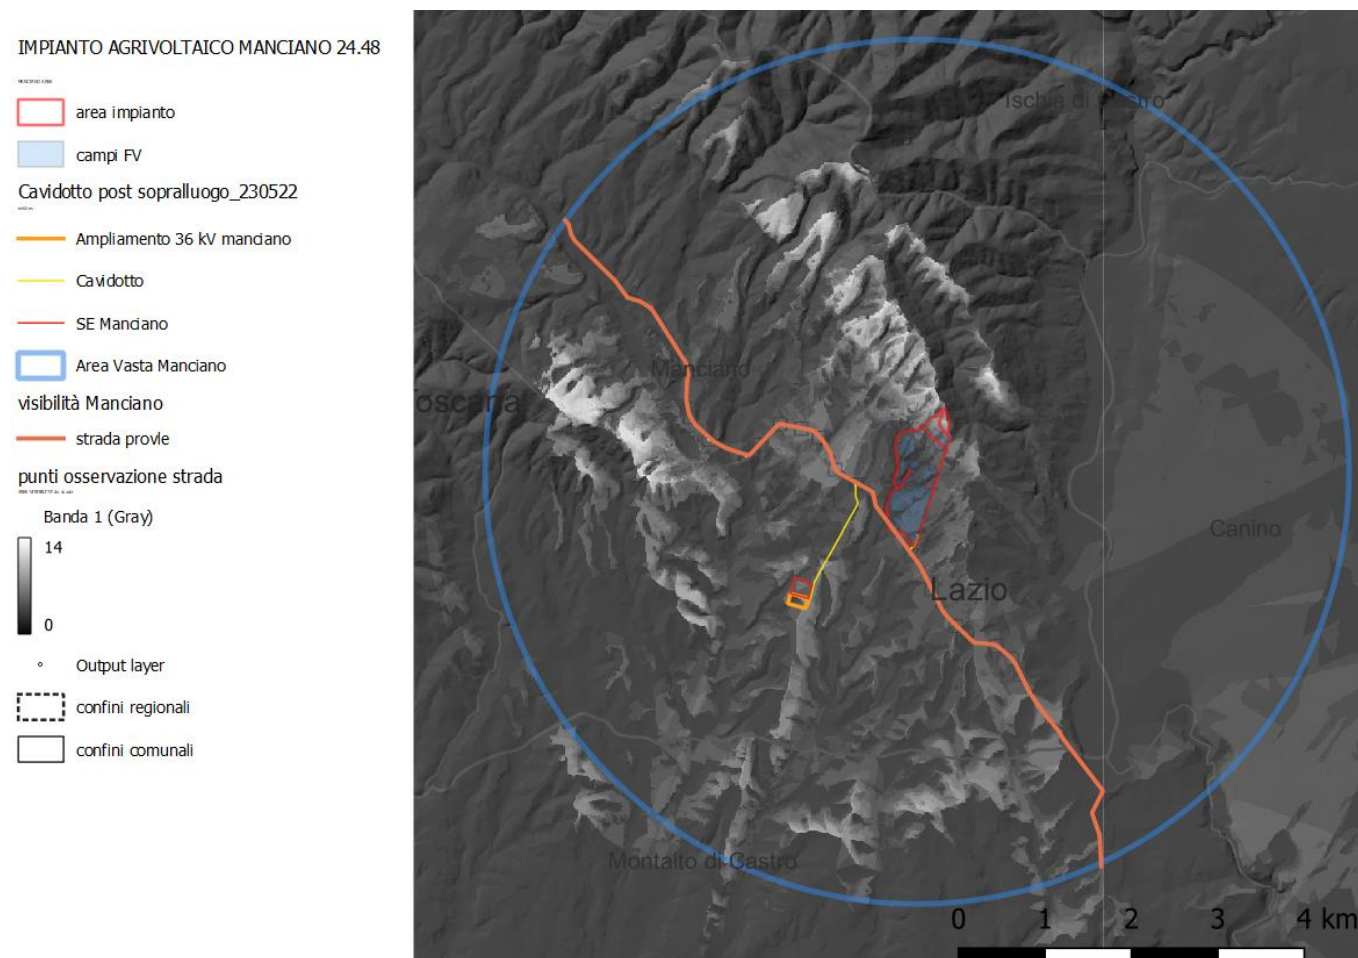 IMPIANTO AGRIVOLTAICO MANCIANO 24.48
area impianto
campi FV
Cavidotto post sopralluogo_230522
Ampliamento 36 kV manciano
Cavidotto
SE Manciano
Area Vasta Manciano
visibilità Manciano
strada provle
punti osservazione strada
Banda 1 (Gray)
14
0
Output layer
confini regionali
confini comunali
Ischia di Castro
Manciano
oscana
Canino
Lazio
Montalto di Castro
0 1 2 3 4 km